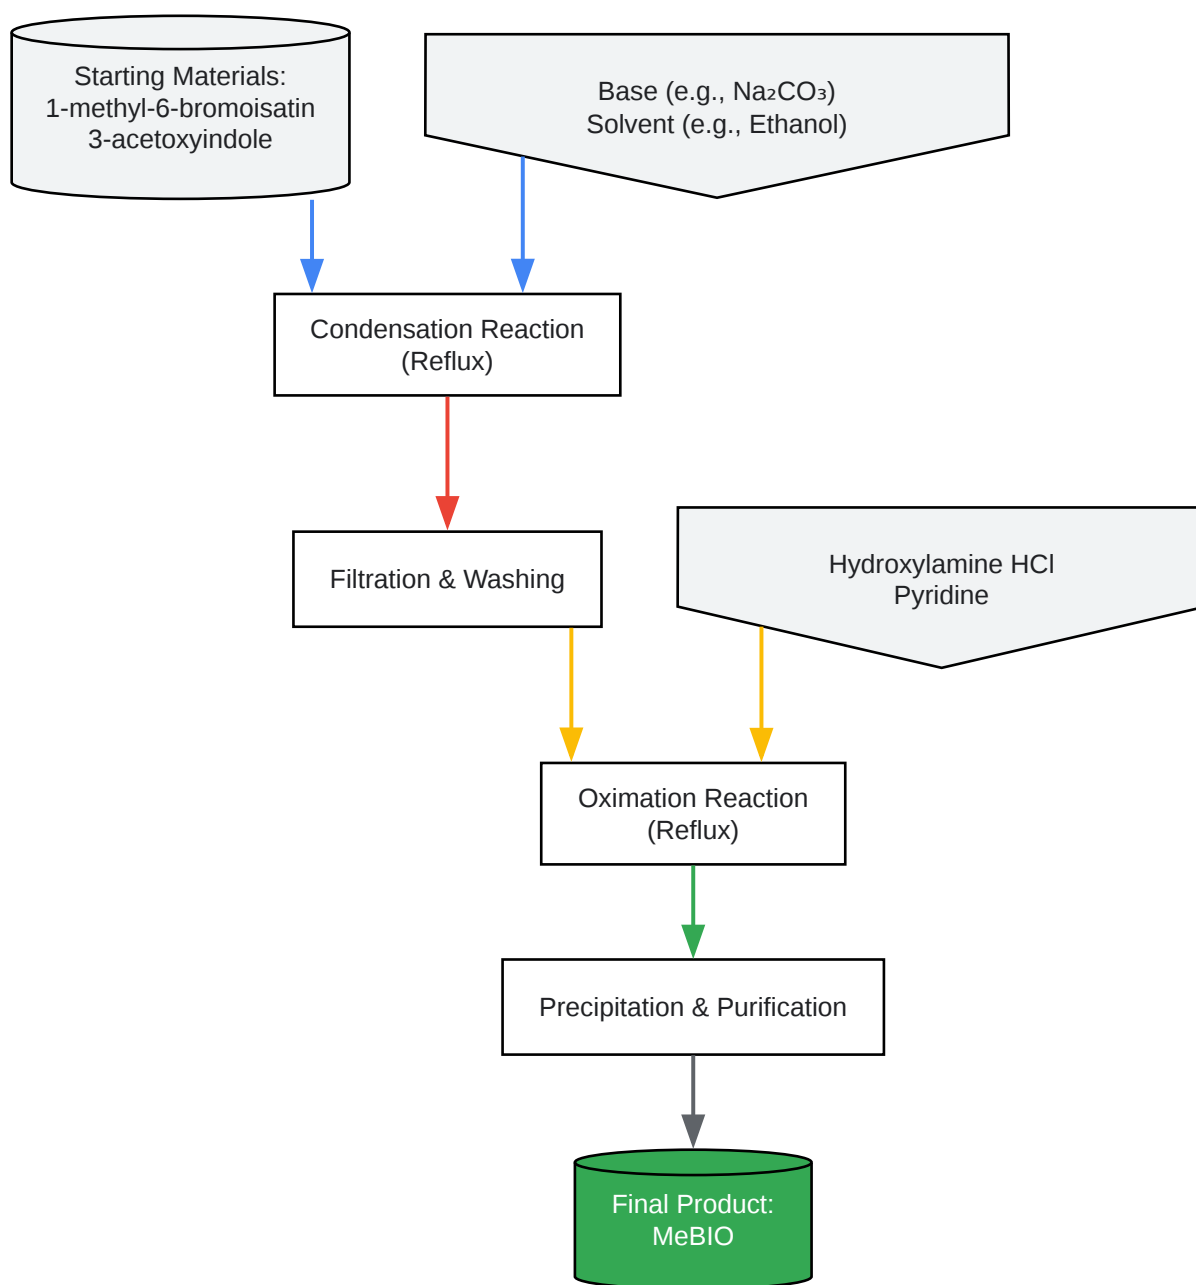 Starting Materials:
1-methyl-6-bromoisatin
3-acetoxyindole
Base (e.g., Na₂CO₃)
Solvent (e.g., Ethanol)
Condensation Reaction
(Reflux)
Filtration & Washing
Hydroxylamine HCl
Pyridine
Oximation Reaction
(Reflux)
Precipitation & Purification
Final Product:
MeBIO